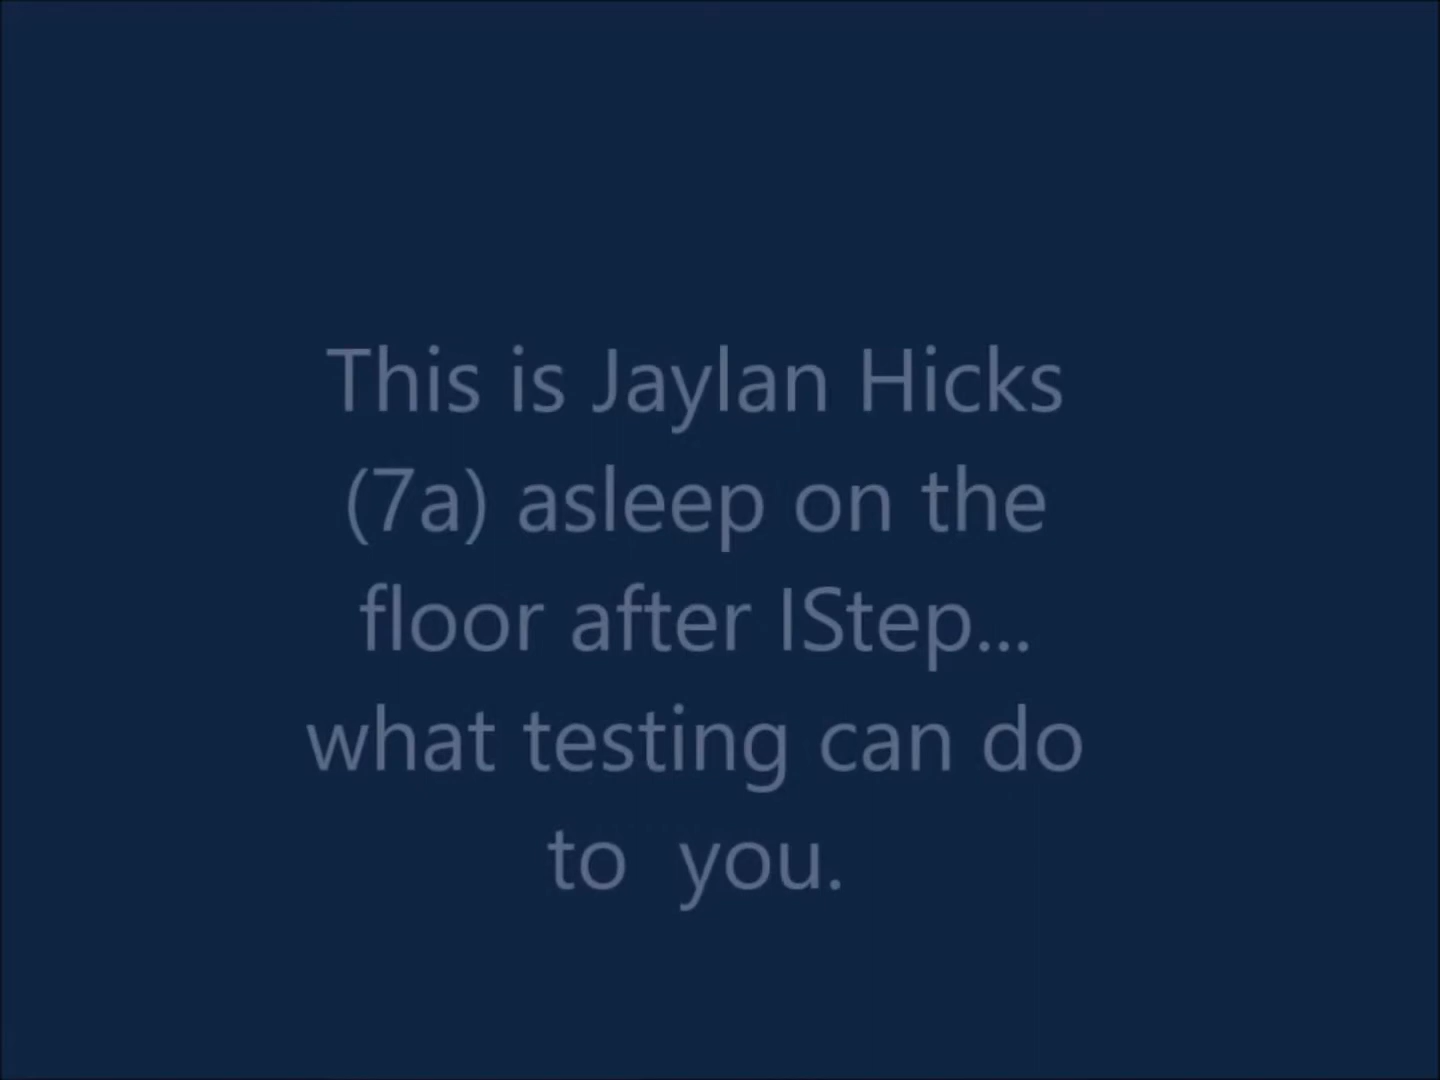 This is Jaylan Hicks
(7a) asleep on the
floor after IStep...
what testing can do
to  you.